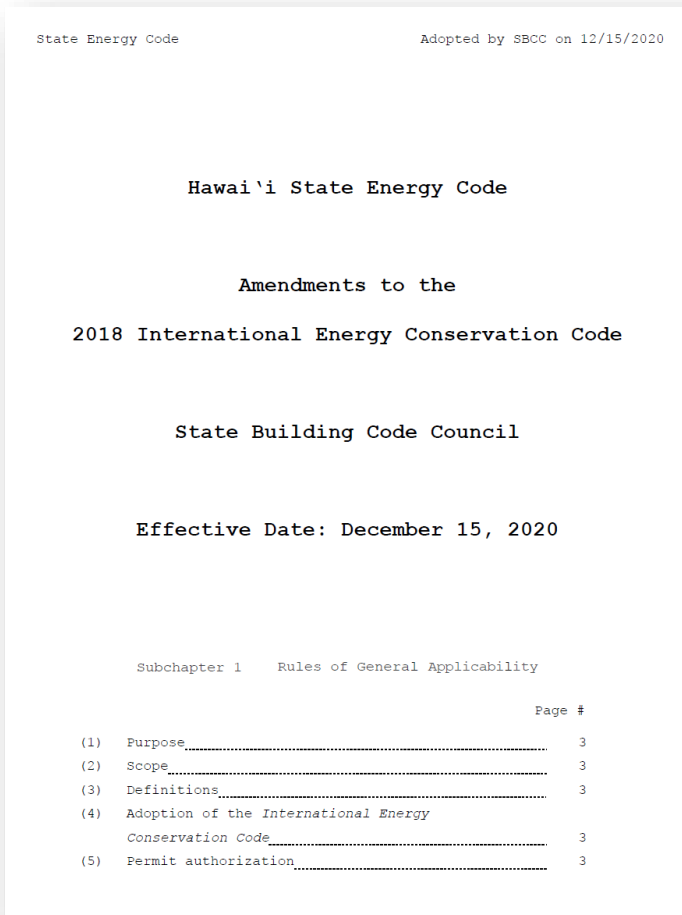 State Energy Code Adopted by SBCC on 12/15/2020
Hawai‘i State Energy Code
Amendments to the
2018 International Energy Conservation Code
State Building Code Council
Effective Date: December 15, 2020
Subchapter 1 Rules of General Applicability
Page #
(1) Purpose 3
(2) Scope 3
(3) Definitions 3
(4) Adoption of the International Energy
Conservation Code 3
(5) Permit authorization 3